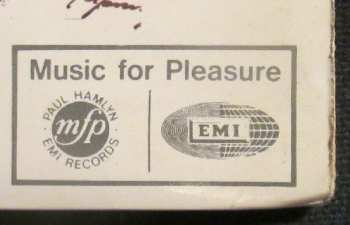 Music for Pleasure
PAUL HAMLYN
mfp
EMI RECORDS
EMI